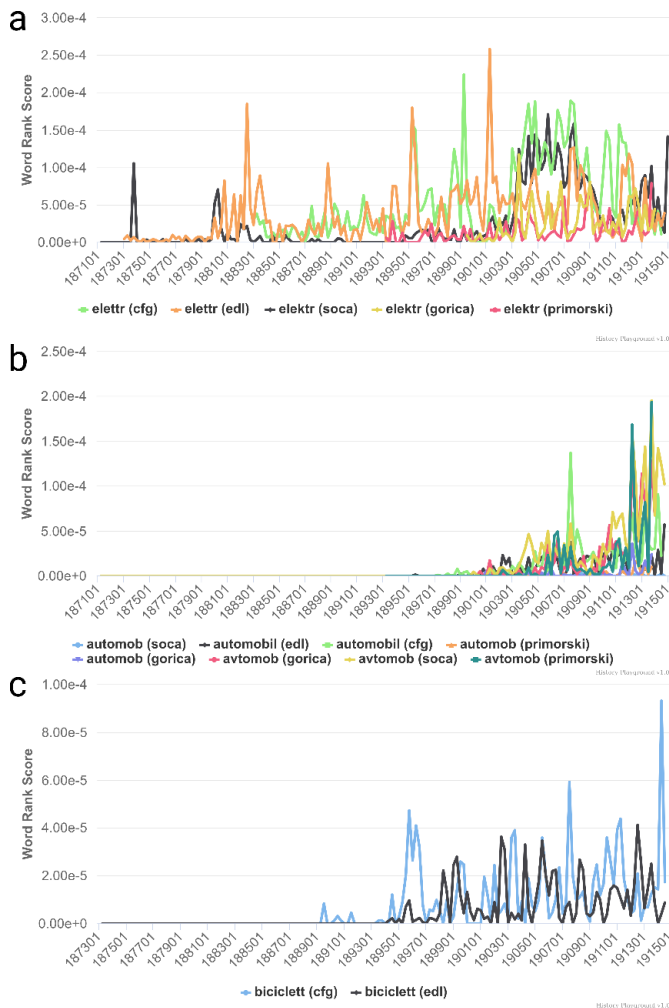 a
3.00e-4
2.50e-4
2.00e-4
1.50e-4
1.00e-4
5.00e-5
0.00e+0
Word Rank Score
187101 187301 187501 187701 187901 188101 188301 188501 188701 188901 189101 189301 189501 189701 189901 190101 190301 190501 190701 190901 191101 191301 191501
elettr (cfg) elettr (edl) elektr (soca) elektr (gorica) elektr (primorski)
History Playground v1.0
b
2.50e-4
2.00e-4
1.50e-4
1.00e-4
5.00e-5
0.00e+0
Word Rank Score
187101 187301 187501 187701 187901 188101 188301 188501 188701 188901 189101 189301 189501 189701 189901 190101 190301 190501 190701 190901 191101 191301 191501
automob (soca) automobil (edl) automobil (cfg) automob (primorski)
automob (gorica) avtomob (gorica) avtomob (soca) avtomob (primorski)
History Playground v1.0
c
1.00e-4
8.00e-5
6.00e-5
4.00e-5
2.00e-5
0.00e+0
Word Rank Score
187301 187501 187701 187901 188101 188301 188501 188701 188901 189101 189301 189501 189701 189901 190101 190301 190501 190701 190901 191101 191301 191501
biciclett (cfg) biciclett (edl)
History Playground v1.0